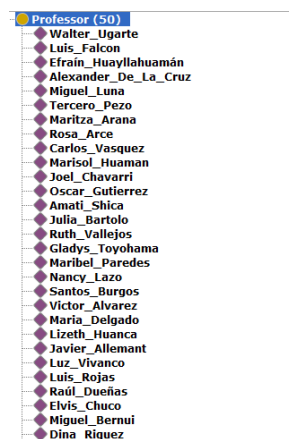 Professor (50)
Walter_Ugarte
Luis_Falcon
Efraín_Huayllahuamán
Alexander_De_La_Cruz
Miguel_Luna
Tercero_Pezo
Maritza_Arana
Rosa_Arce
Carlos_Vasquez
Marisol_Huaman
Joel_Chavarri
Oscar_Gutierrez
Amati_Shica
Julia_Bartolo
Ruth_Vallejos
Gladys_Toyohama
Maribel_Paredes
Nancy_Lazo
Santos_Burgos
Victor_Alvarez
Maria_Delgado
Lizeth_Huanca
Javier_Allemant
Luz_Vivanco
Luis_Rojas
Raúl_Dueñas
Elvis_Chuco
Miguel_Bernui
Dina_Riquez